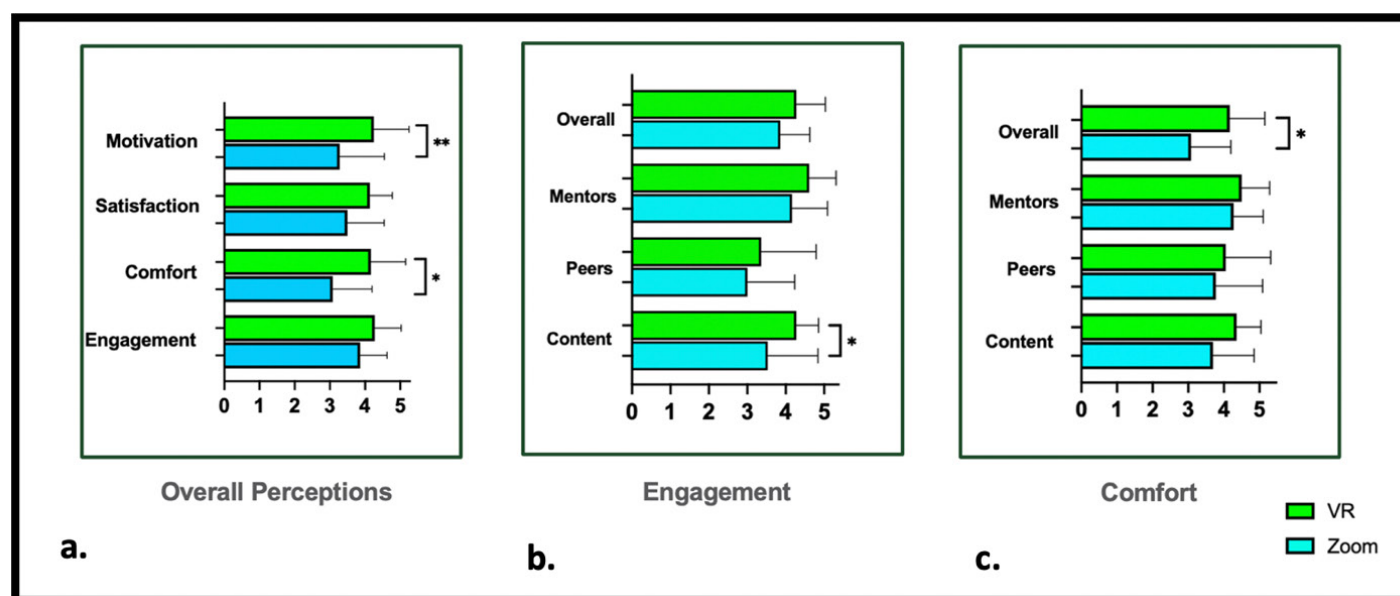 Motivation
**
Satisfaction
Comfort
*
Engagement
0 1 2 3 4 5
Overall Perceptions
a.
Overall
Mentors
Peers
Content
*
0 1 2 3 4 5
Engagement
b.
Overall
*
Mentors
Peers
Content
0 1 2 3 4 5
Comfort
c.
VR
Zoom